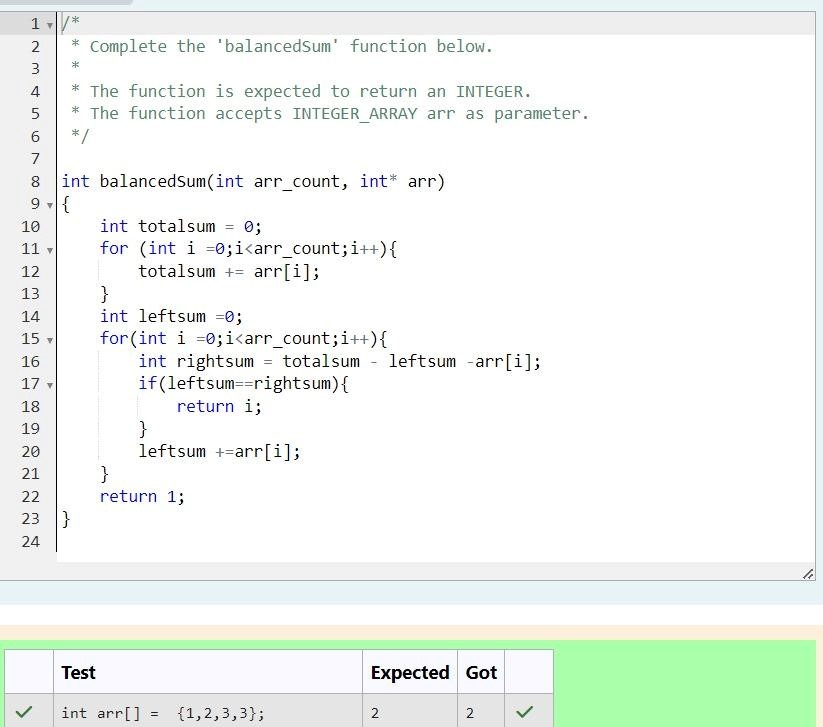 1 /*
2 * Complete the 'balancedSum' function below.
3 *
4 * The function is expected to return an INTEGER.
5 * The function accepts INTEGER_ARRAY arr as parameter.
6 */
7
8 int balancedSum(int arr_count, int* arr)
9 {
10 int totalsum = 0;
11 for (int i =0;i<arr_count;i++){
12 totalsum += arr[i];
13 }
14 int leftsum =0;
15 for(int i =0;i<arr_count;i++){
16 int rightsum = totalsum - leftsum -arr[i];
17 if(leftsum==rightsum){
18 return i;
19 }
20 leftsum +=arr[i];
21 }
22 return 1;
23 }
24
Test Expected Got
int arr[] = {1,2,3,3}; 2 2